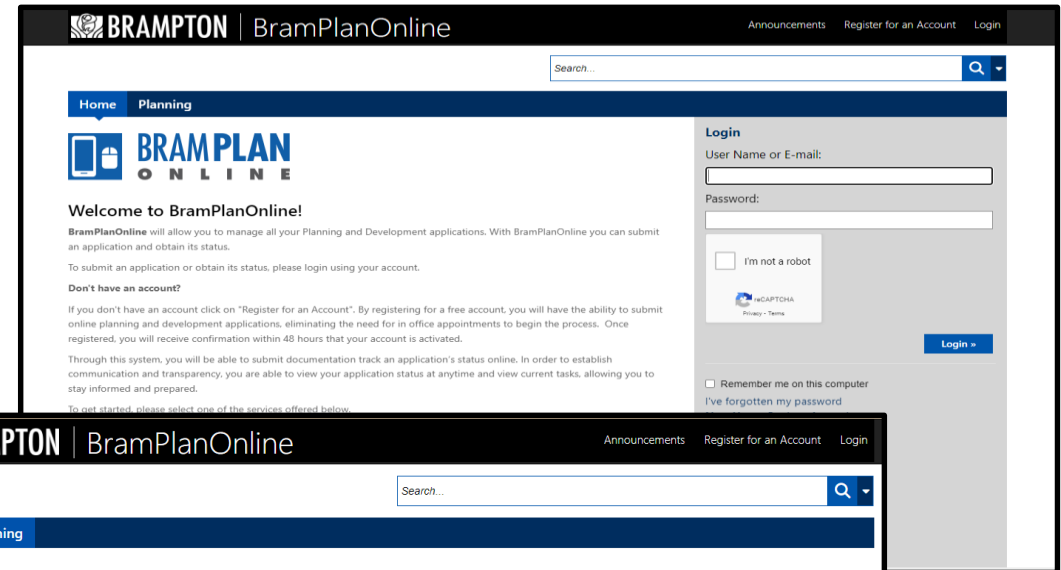 BRAMPTON | BramPlanOnline
Announcements Register for an Account Login
Search...
Home Planning
BRAMPLAN
ONLINE
Welcome to BramPlanOnline!
BramPlanOnline will allow you to manage all your Planning and Development applications. With BramPlanOnline you can submit
an application and obtain its status.
To submit an application or obtain its status, please login using your account.
Don't have an account?
If you don't have an account click on "Register for an Account". By registering for a free account, you will have the ability to submit
online planning and development applications, eliminating the need for in office appointments to begin the process. Once
registered, you will receive confirmation within 48 hours that your account is activated.
Through this system, you will be able to submit documentation track an application's status online. In order to establish
communication and transparency, you are able to view your application status at anytime and view current tasks, allowing you to
stay informed and prepared.
To get started, please select one of the services offered below.
Login
User Name or E-mail:
Password:
I'm not a robot
reCAPTCHA
Privacy - Terms
Login »
Remember me on this computer
I've forgotten my password
PTON | BramPlanOnline
Announcements Register for an Account Login
Search...
ning